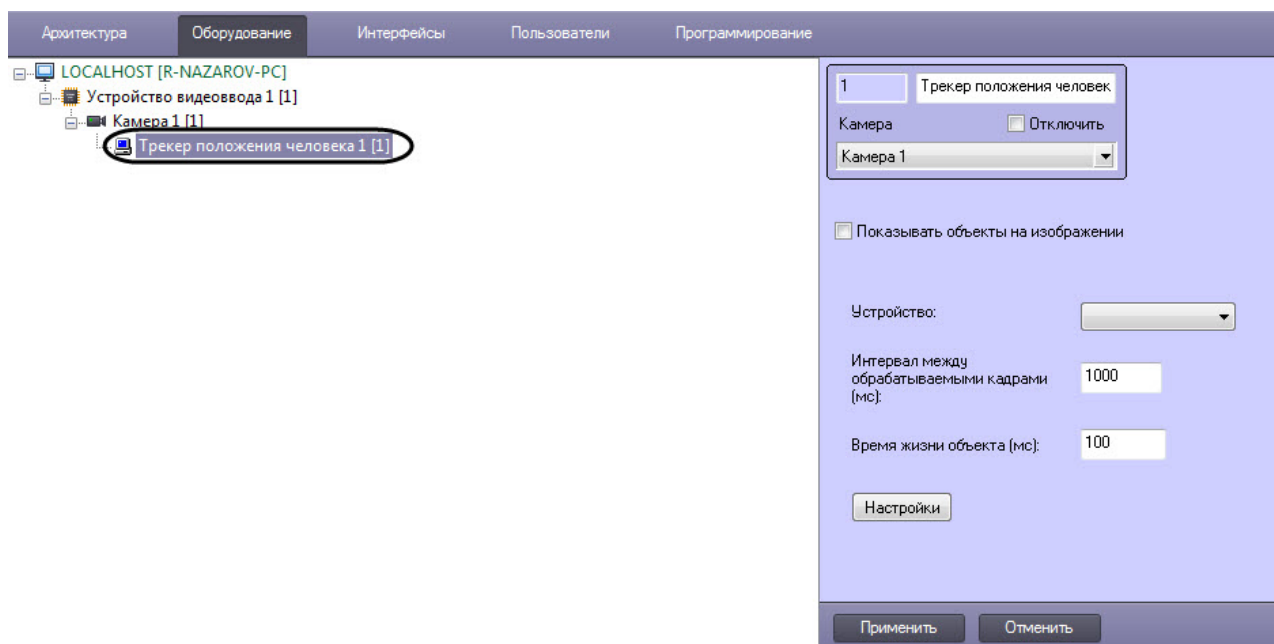 Архитектура Оборудование Интерфейсы Пользователи Программирование
LOCALHOST [R-NAZAROV-PC]
Устройство видеоввода 1 [1]
Камера 1 [1]
Трекер положения человека 1 [1]
1 Трекер положения человек
Камера Отключить
Камера 1
Показывать объекты на изображении
Устройство:
Интервал между
обрабатываемыми кадрами
(мс): 1000
Время жизни объекта (мс): 100
Настройки
Применить Отменить